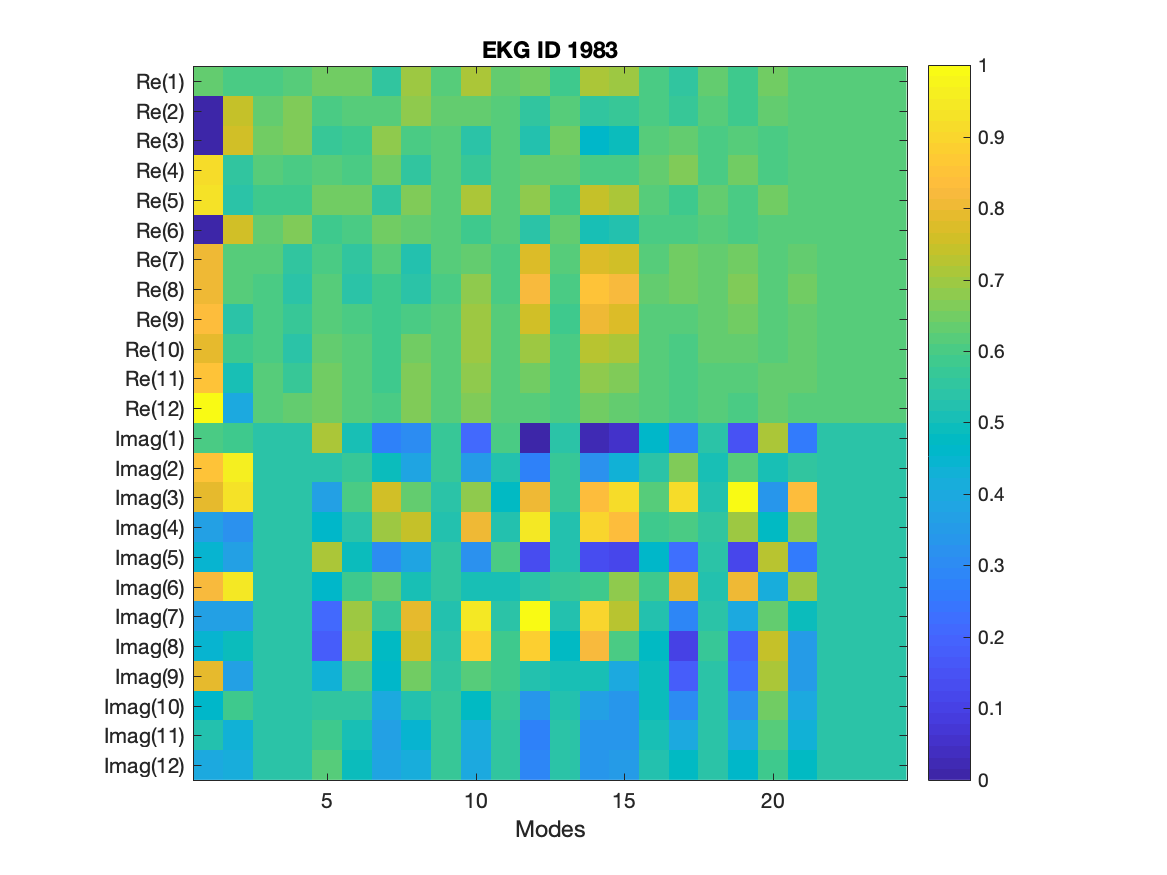 EKG ID 1983
Re(1)
Re(2)
Re(3)
Re(4)
Re(5)
Re(6)
Re(7)
Re(8)
Re(9)
Re(10)
Re(11)
Re(12)
Imag(1)
Imag(2)
Imag(3)
Imag(4)
Imag(5)
Imag(6)
Imag(7)
Imag(8)
Imag(9)
Imag(10)
Imag(11)
Imag(12)
5 10 15 20
Modes
1
0.9
0.8
0.7
0.6
0.5
0.4
0.3
0.2
0.1
0